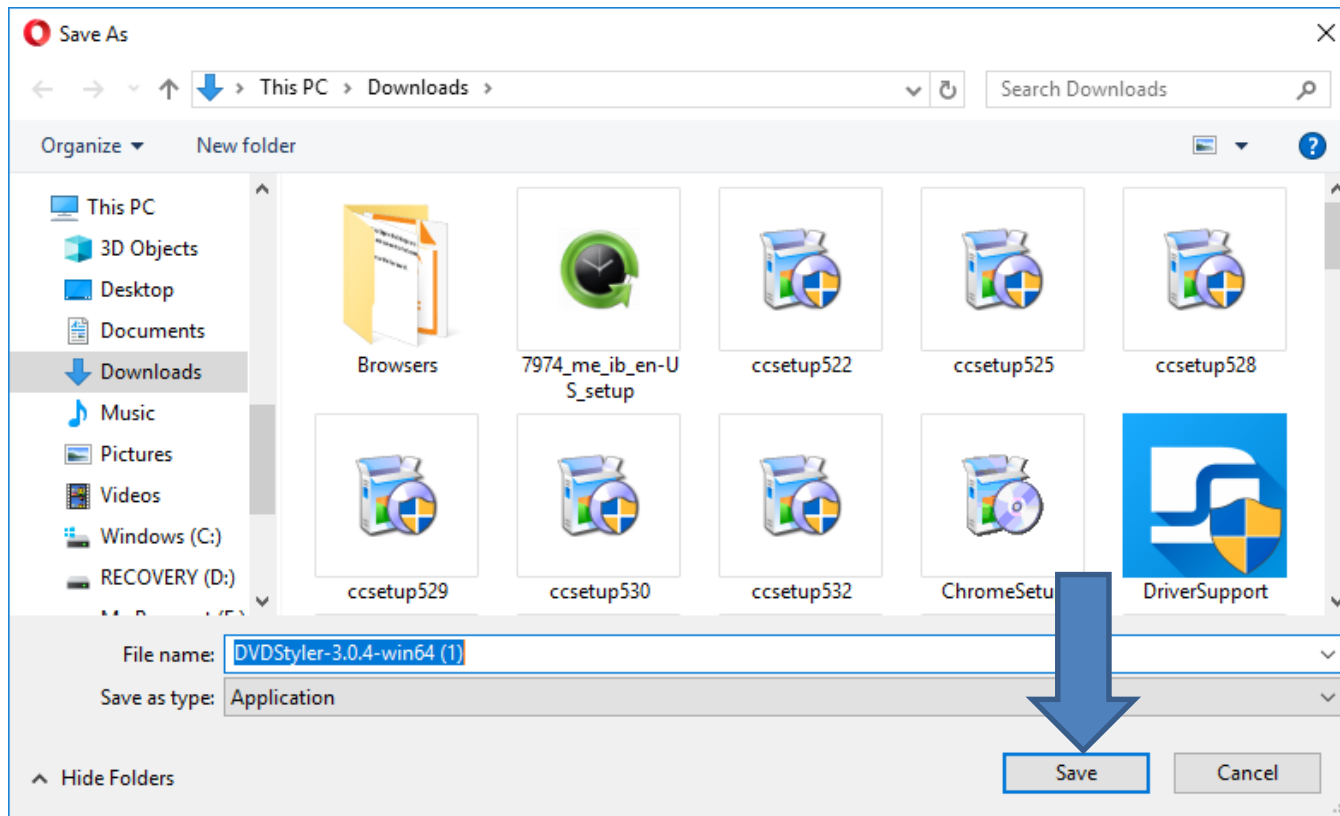 Save As
This PC > Downloads >
Search Downloads
Organize
New folder
This PC
3D Objects
Desktop
Documents
Downloads
Music
Pictures
Videos
Windows (C:)
RECOVERY (D:)
Browsers
7974_me_ib_en-U
S_setup
ccsetup522
ccsetup525
ccsetup528
ccsetup529
ccsetup530
ccsetup532
ChromeSetu
DriverSupport
File name: DVDStyler-3.0.4-win64 (1)
Save as type: Application
Hide Folders
Save
Cancel